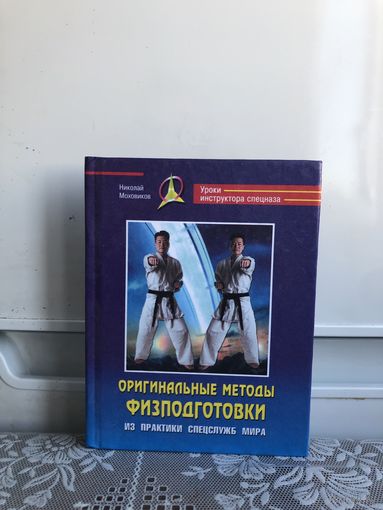 Николай
Моховиков
Уроки
инструктора спецназа
ОРИГИНАЛЬНЫЕ МЕТОДЫ
ФИЗПОДГОТОВКИ
ИЗ ПРАКТИКИ СПЕЦСЛУЖБ МИРА